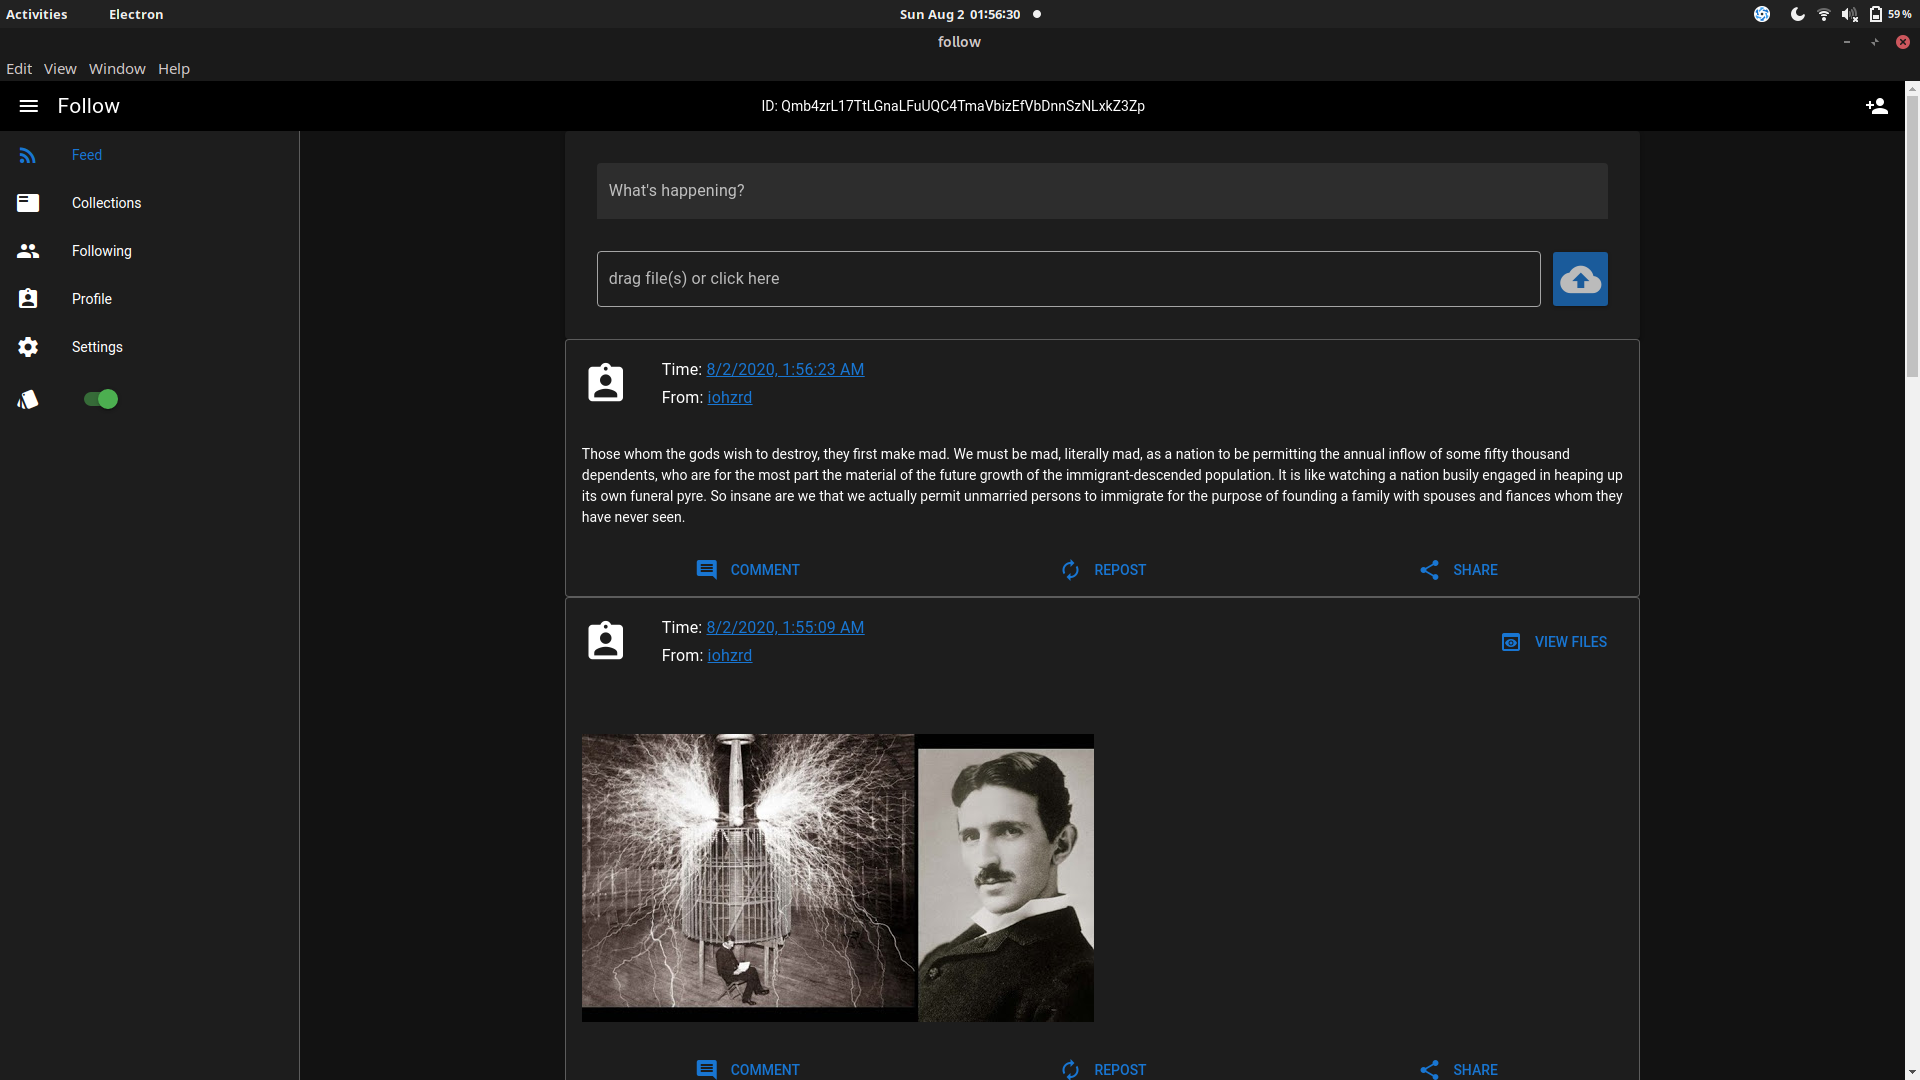 Activities Electron Sun Aug 2 01:56:30 59 %
follow
Edit View Window Help
Follow ID: Qmb4zrL17TtLGnaLFuUQC4TmaVbizEfVbDnnSzNLxkZ3Zp
Feed
Collections
Following
Profile
Settings
What's happening?
drag file(s) or click here
Time: 8/2/2020, 1:56:23 AM
From: iohzrd
Those whom the gods wish to destroy, they first make mad. We must be mad, literally mad, as a nation to be permitting the annual inflow of some fifty thousand
dependents, who are for the most part the material of the future growth of the immigrant-descended population. It is like watching a nation busily engaged in heaping up
its own funeral pyre. So insane are we that we actually permit unmarried persons to immigrate for the purpose of founding a family with spouses and fiances whom they
have never seen.
COMMENT REPOST SHARE
Time: 8/2/2020, 1:55:09 AM
From: iohzrd
VIEW FILES
COMMENT REPOST SHARE